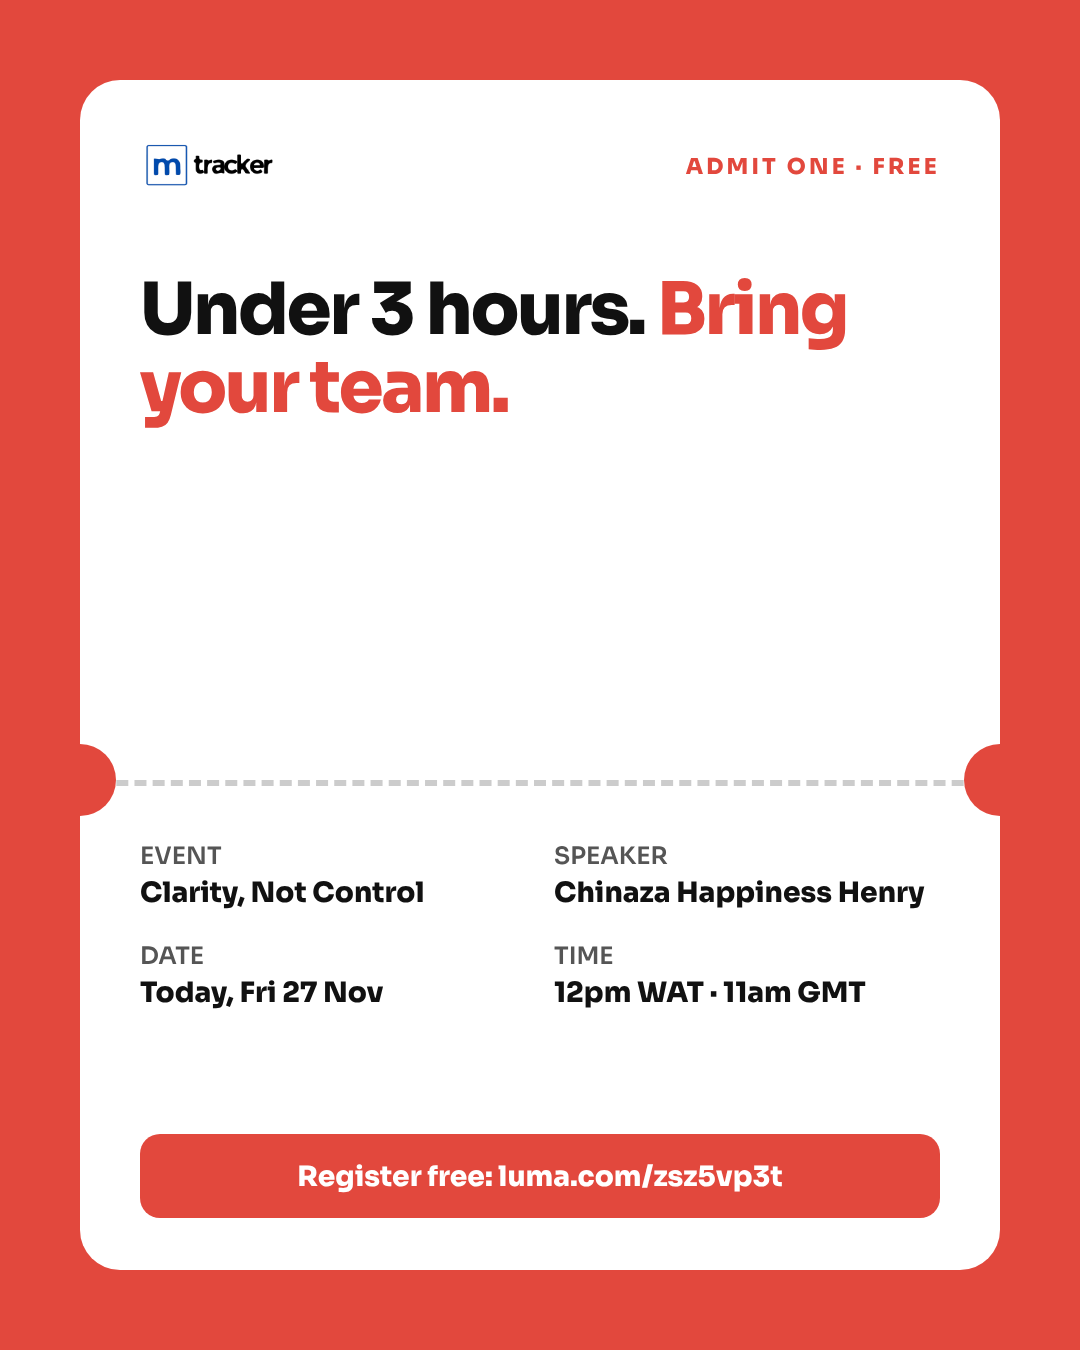 m tracker
ADMIT ONE · FREE
Under 3 hours. Bring
your team.
EVENT
Clarity, Not Control
SPEAKER
Chinaza Happiness Henry
DATE
Today, Fri 27 Nov
TIME
12pm WAT · 11am GMT
Register free: luma.com/zsz5vp3t